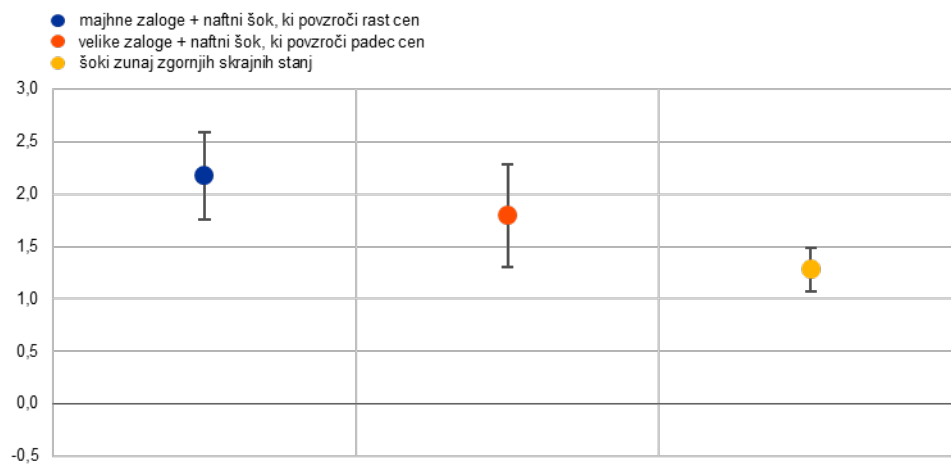 majhne zaloge + naftni šok, ki povzroči rast cen
velike zaloge + naftni šok, ki povzroči padec cen
šoki zunaj zgornjih skrajnih stanj
3,0
2,5
2,0
1,5
1,0
0,5
0,0
-0,5